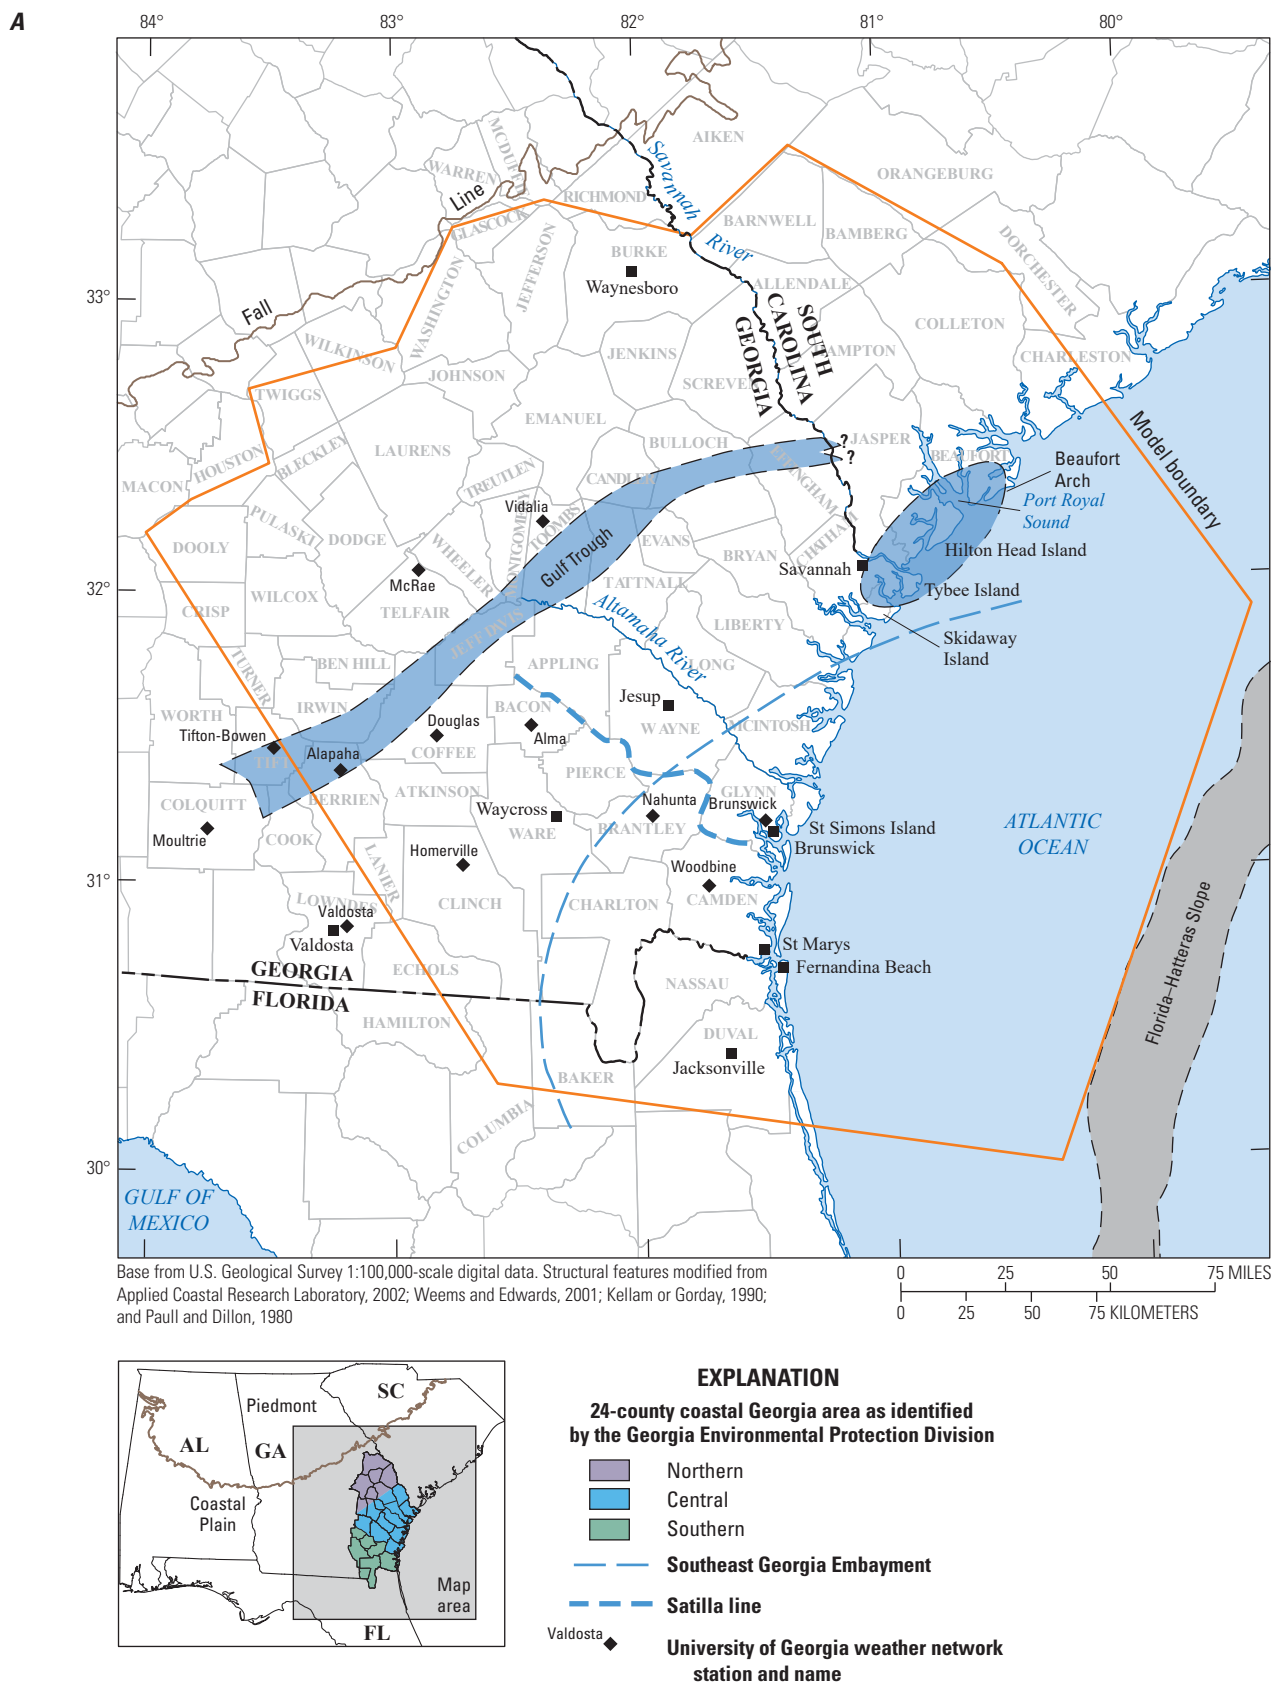 A
84°
83°
82°
81°
80°
33°
32°
31°
30°
AIKEN
ORANGEBURG
MCDUFFIE
WARREN
Savannah
River
RICHMOND
Line
GLASCOCK
BARNWELL
BAMBERG
DORCHESTER
BURKE
Waynesboro
JEFFERSON
WASHINGTON
ALLENDALE
Fall
COLLETON
SOUTH
CAROLINA
GEORGIA
HAMPTON
CHARLESTON
WILKINSON
JENKINS
JOHNSON
SCREVEN
TWIGGS
EMANUEL
Model boundary
BULLOCH
JASPER
?
?
LAURENS
BLECKLEY
HOUSTON
BEAUFORT
Beaufort
Arch
MACON
TREUTLEN
CANDLER
EFFINGHAM
Port Royal
Sound
Vidalia
MONTGOMERY
TOOMBS
PULASKI
DODGE
WHEELER
EVANS
CHATHAM
BRYAN
Hilton Head Island
DOOLY
Gulf Trough
McRae
Savannah
TATTNALL
Tybee Island
WILCOX
CRISP
TELFAIR
Altamaha River
LIBERTY
JEFF DAVIS
Skidaway
Island
TURNER
BEN HILL
APPLING
LONG
Jesup
IRWIN
BACON
WORTH
Tifton-Bowen
Douglas
Alma
WAYNE
MCINTOSH
Alapaha
COFFEE
TIFT
PIERCE
COLQUITT
BERRIEN
ATKINSON
Nahunta
GLYNN
Brunswick
Waycross
Moultrie
COOK
WARE
BRANTLEY
St Simons Island
Brunswick
ATLANTIC
OCEAN
Homerville
LANIER
Woodbine
LOWNDES
Valdosta
CLINCH
CHARLTON
CAMDEN
Valdosta
St Marys
Fernandina Beach
GEORGIA
FLORIDA
ECHOLS
NASSAU
Florida–Hatteras Slope
HAMILTON
DUVAL
Jacksonville
BAKER
COLUMBIA
GULF OF
MEXICO
Base from U.S. Geological Survey 1:100,000-scale digital data. Structural features modified from
Applied Coastal Research Laboratory, 2002; Weems and Edwards, 2001; Kellam or Gorday, 1990;
and Paull and Dillon, 1980
0 25 50 75 MILES
0 25 50 75 KILOMETERS
SC
Piedmont
AL
GA
Coastal
Plain
Map
area
FL
EXPLANATION
24-county coastal Georgia area as identified
by the Georgia Environmental Protection Division
Northern
Central
Southern
Southeast Georgia Embayment
Satilla line
Valdosta
University of Georgia weather network
station and name